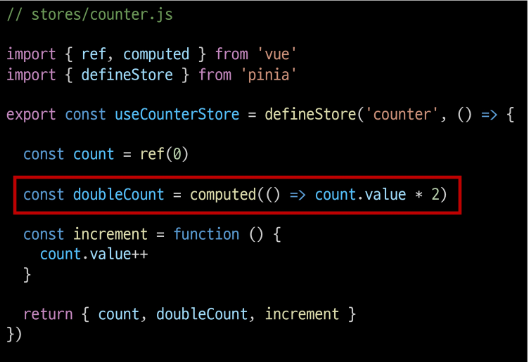 // stores/counter.js
import { ref, computed } from 'vue'
import { defineStore } from 'pinia'
export const useCounterStore = defineStore('counter', () => {
const count = ref(0)
const doubleCount = computed(() => count.value * 2)
const increment = function () {
count.value++
}
return { count, doubleCount, increment }
})